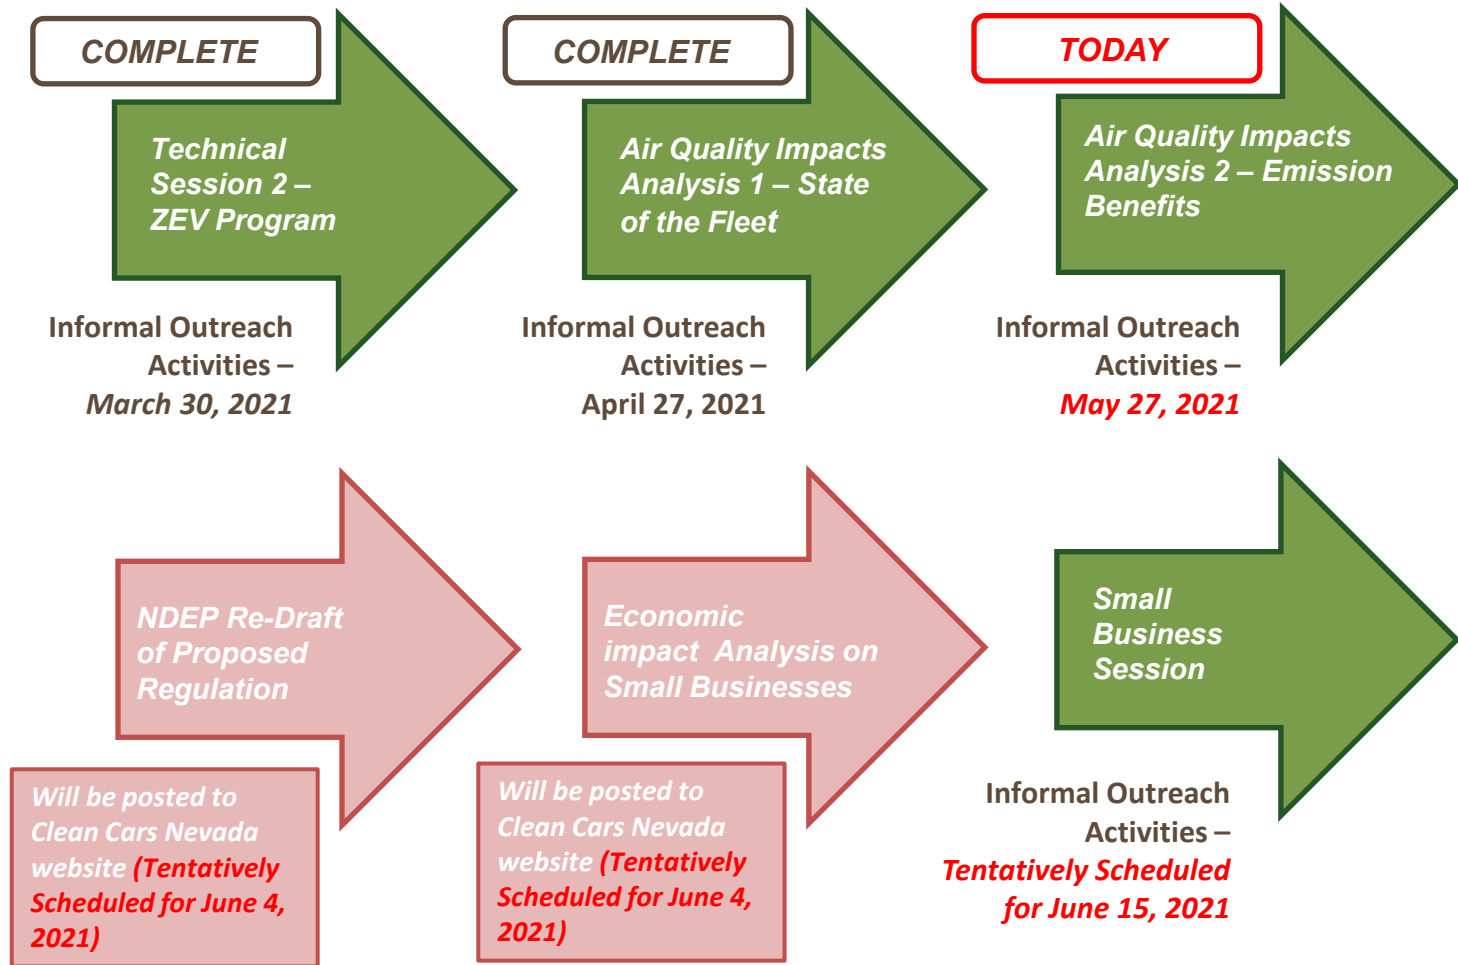 COMPLETE
Technical
Session 2 –
ZEV Program
Informal Outreach
Activities –
March 30, 2021
COMPLETE
Air Quality Impacts
Analysis 1 – State
of the Fleet
Informal Outreach
Activities –
April 27, 2021
TODAY
Air Quality Impacts
Analysis 2 – Emission
Benefits
Informal Outreach
Activities –
May 27, 2021
NDEP Re-Draft
of Proposed
Regulation
Will be posted to
Clean Cars Nevada
website (Tentatively
Scheduled for June 4,
2021)
Economic
impact  Analysis on
Small Businesses
Will be posted to
Clean Cars Nevada
website (Tentatively
Scheduled for June 4,
2021)
Small
Business
Session
Informal Outreach
Activities –
Tentatively Scheduled
for June 15, 2021